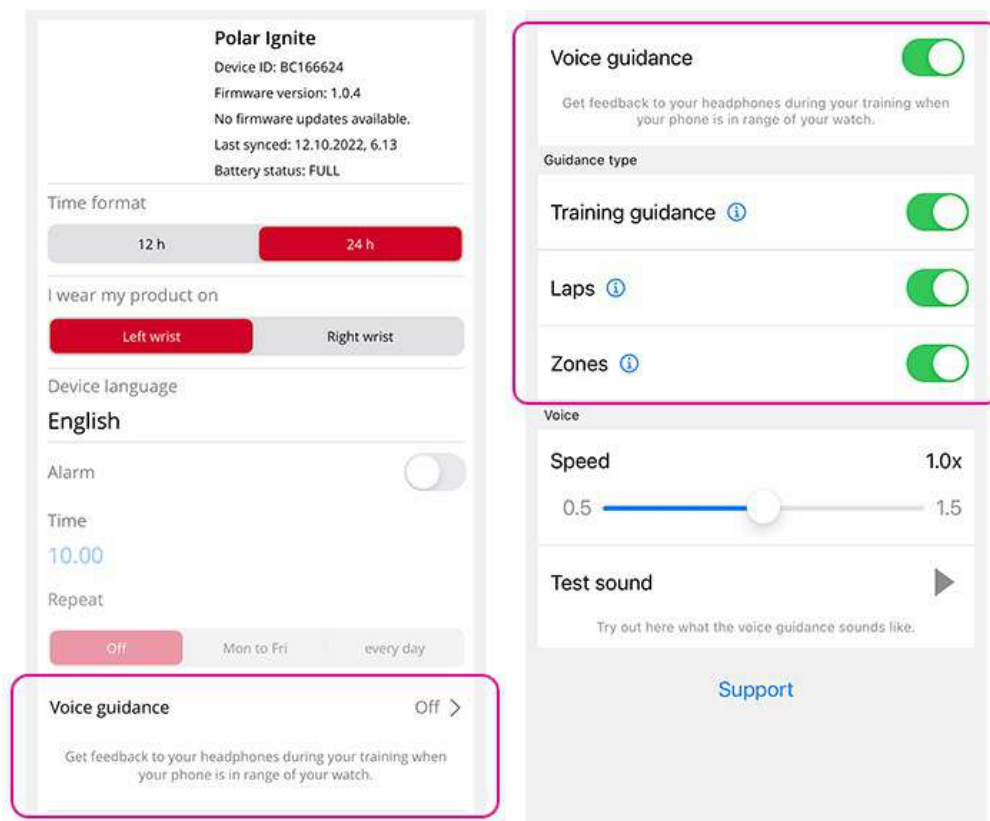 Polar Ignite
Device ID: BC166624
Firmware version: 1.0.4
No firmware updates available.
Last synced: 12.10.2022, 6.13
Battery status: FULL
Time format
12 h
24 h
I wear my product on
Left wrist
Right wrist
Device language
English
Alarm
Time
10.00
Repeat
Off
Mon to Fri
every day
Voice guidance
Off
Get feedback to your headphones during your training when
your phone is in range of your watch.
Voice guidance
Get feedback to your headphones during your training when
your phone is in range of your watch.
Guidance type
Training guidance
Laps
Zones
Voice
Speed
1.0x
0.5
1.5
Test sound
Try out here what the voice guidance sounds like.
Support